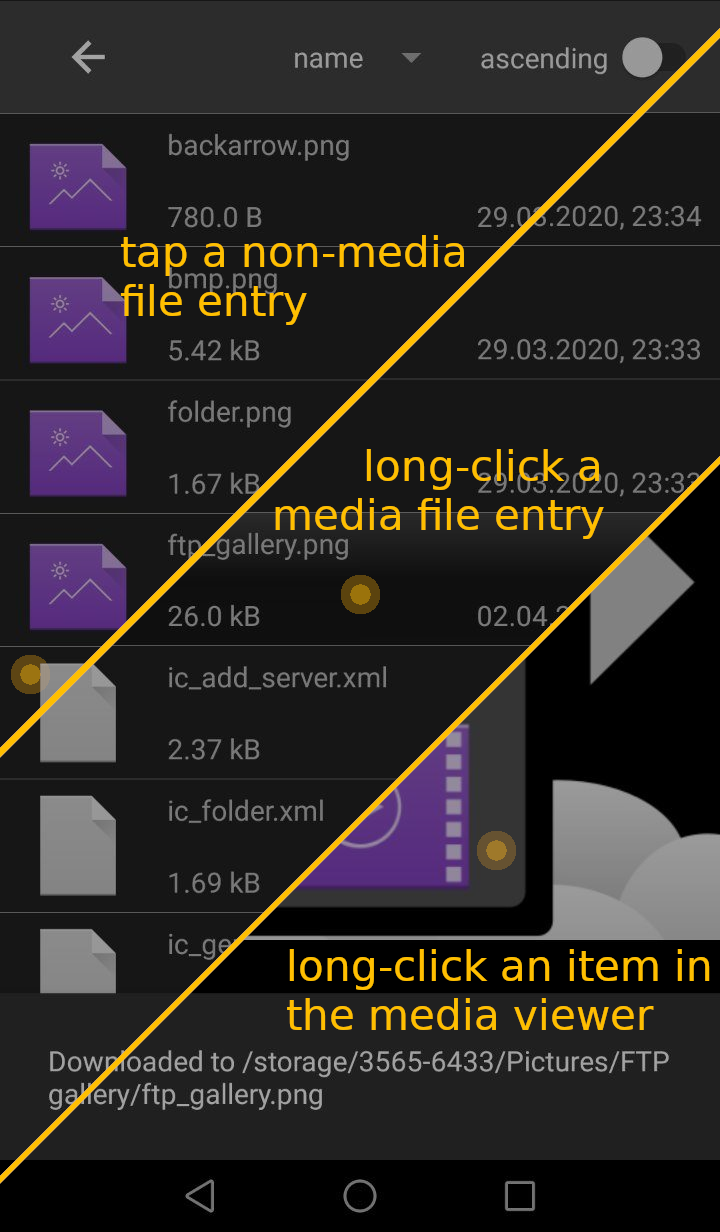 name
ascending
backarrow.png
780.0 B
29.03.2020, 23:34
tap a non-media
file entry
bmp.png
5.42 kB
29.03.2020, 23:33
folder.png
1.67 kB
29.03.2020, 23:33
long-click a
media file entry
ftp_gallery.png
26.0 kB
02.04.2
ic_add_server.xml
2.37 kB
ic_folder.xml
1.69 kB
ic_ge
long-click an item in
the media viewer
Downloaded to /storage/3565-6433/Pictures/FTP
gallery/ftp_gallery.png